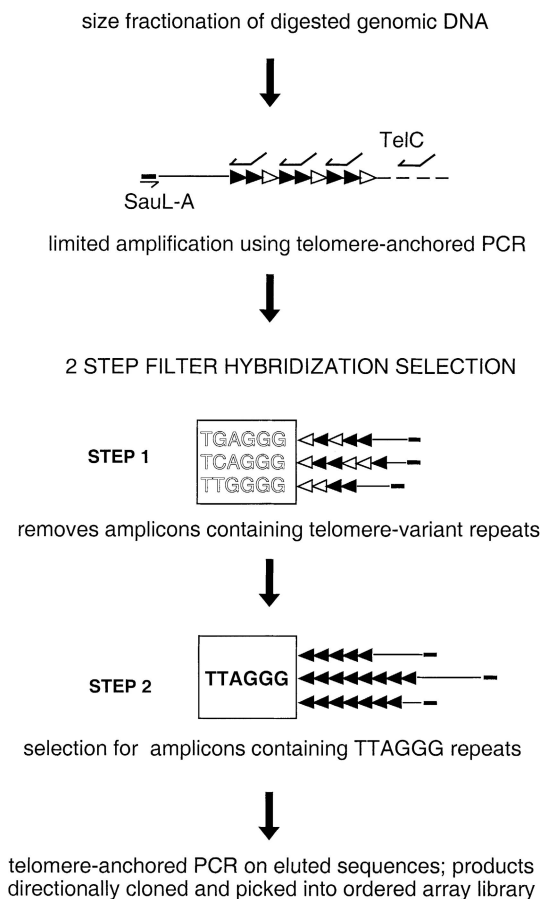 size fractionation of digested genomic DNA
TelC
SauL-A
limited amplification using telomere-anchored PCR
2 STEP FILTER HYBRIDIZATION SELECTION
STEP 1
TGAGGG
TCAGGG
TTGGGG
removes amplicons containing telomere-variant repeats
STEP 2
TTAGGG
selection for amplicons containing TTAGGG repeats
telomere-anchored PCR on eluted sequences; products
directionally cloned and picked into ordered array library